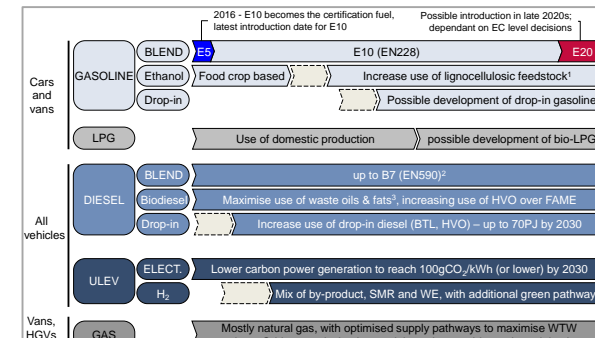 2016 - E10 becomes the certification fuel,
latest introduction date for E10
Possible introduction in late 2020s;
dependant on EC level decisions
Cars
and
vans
GASOLINE
BLEND
E5
E10 (EN228)
E20
Ethanol
Food crop based
Increase use of lignocellulosic feedstock¹
Drop-in
Possible development of drop-in gasoline
LPG
Use of domestic production
possible development of bio-LPG
All
vehicles
DIESEL
BLEND
up to B7 (EN590)²
Biodiesel
Maximise use of waste oils & fats³, increasing use of HVO over FAME
Drop-in
Increase use of drop-in diesel (BTL, HVO) – up to 70PJ by 2030
ULEV
ELECT.
Lower carbon power generation to reach 100gCO₂/kWh (or lower) by 2030
H₂
Mix of by-product, SMR and WE, with additional green pathway
Vans,
HGVs
GAS
Mostly natural gas, with optimised supply pathways to maximise WTW